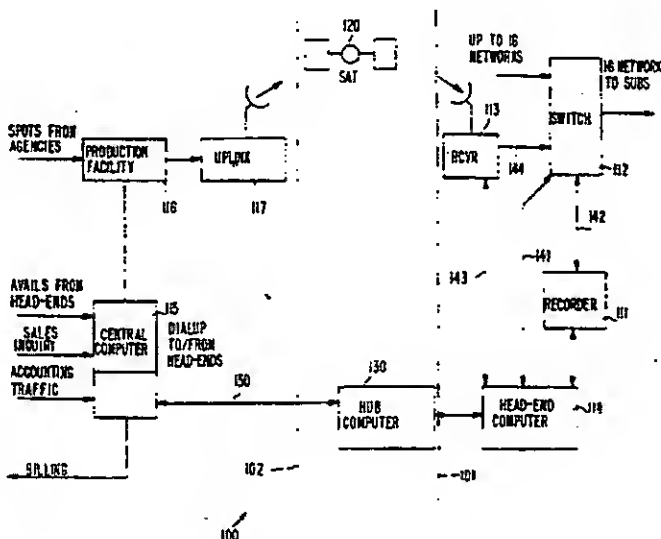 120
SAT
UP TO 16
NETWORKS
16 NETWORK
TO SUBS
SPOTS FROM
AGENCIES
PRODUCTION
FACILITY
116
UPLINK
117
113
RCVR
144
SWITCH
112
142
141
143
RECORDER
111
AVAILS FROM
HEAD-ENDS
SALES
INQUIRY
ACCOUNTING
TRAFFIC
115
CENTRAL
COMPUTER
DIALUP
TO/FROM
HEAD-ENDS
130
130
HUB
COMPUTER
HEAD-END
COMPUTER
114
BILLING
102
101
100